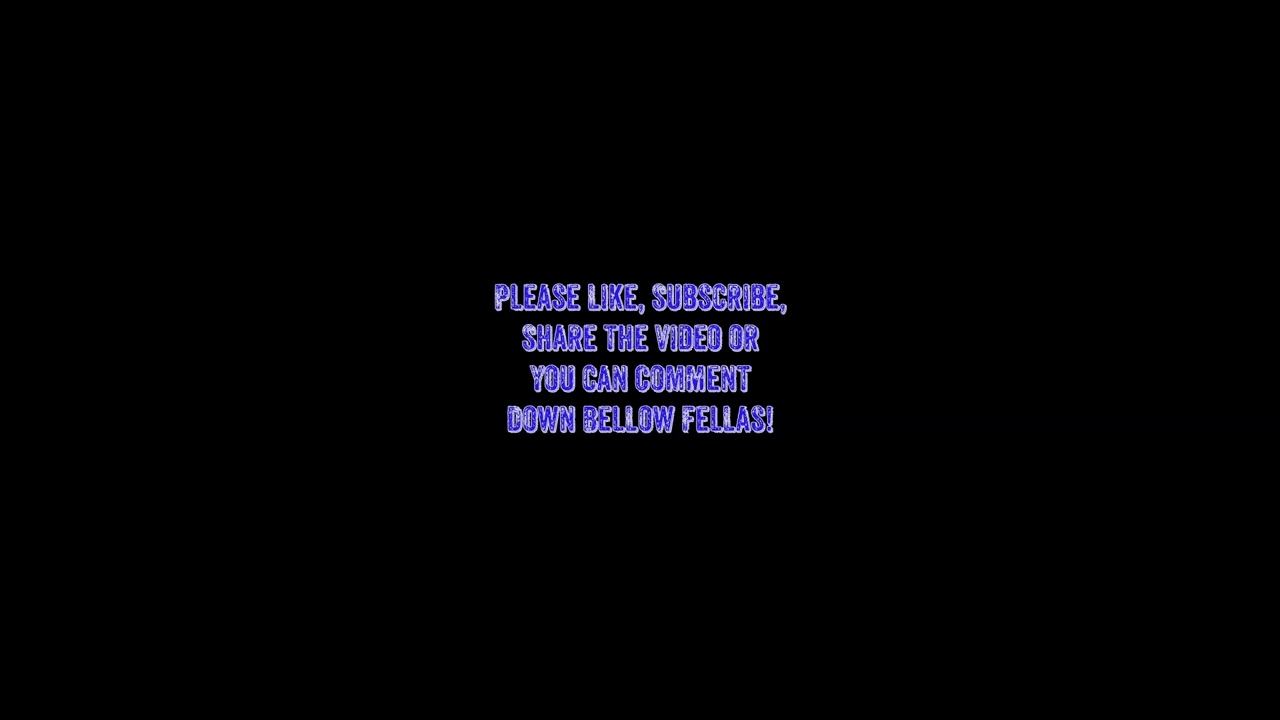 PLEASE LIKE, SUBSCRIBE,
SHARE THE VIDEO OR
YOU CAN COMMENT
DOWN BELLOW FELLAS!